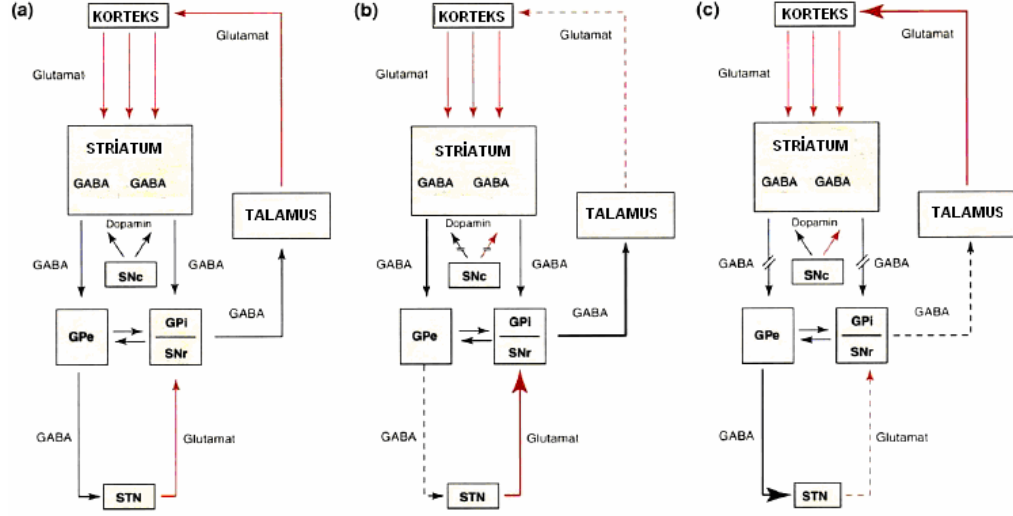 (a)
KORTEKS
Glutamat
Glutamat
STRİATUM
GABA GABA
Dopamin
SNc
GABA
GABA
TALAMUS
GABA
GPe
GPi
SNr
GABA
Glutamat
STN
(b)
KORTEKS
Glutamat
Glutamat
STRİATUM
GABA GABA
Dopamin
SNc
GABA
GABA
TALAMUS
GABA
GPe
GPi
SNr
GABA
Glutamat
STN
(c)
KORTEKS
Glutamat
Glutamat
STRİATUM
GABA GABA
Dopamin
SNc
GABA
GABA
TALAMUS
GABA
GPe
GPi
SNr
GABA
Glutamat
STN